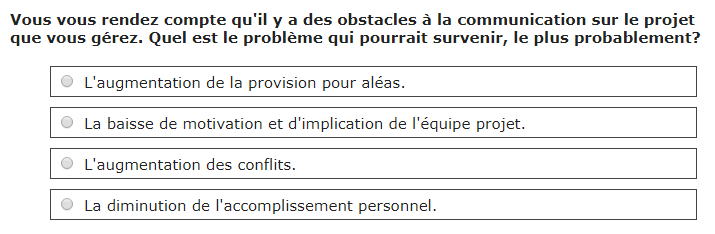 Vous vous rendez compte qu'il y a des obstacles à la communication sur le projet
que vous gérez. Quel est le problème qui pourrait survenir, le plus probablement?
L'augmentation de la provision pour aléas.
La baisse de motivation et d'implication de l'équipe projet.
L'augmentation des conflits.
La diminution de l'accomplissement personnel.